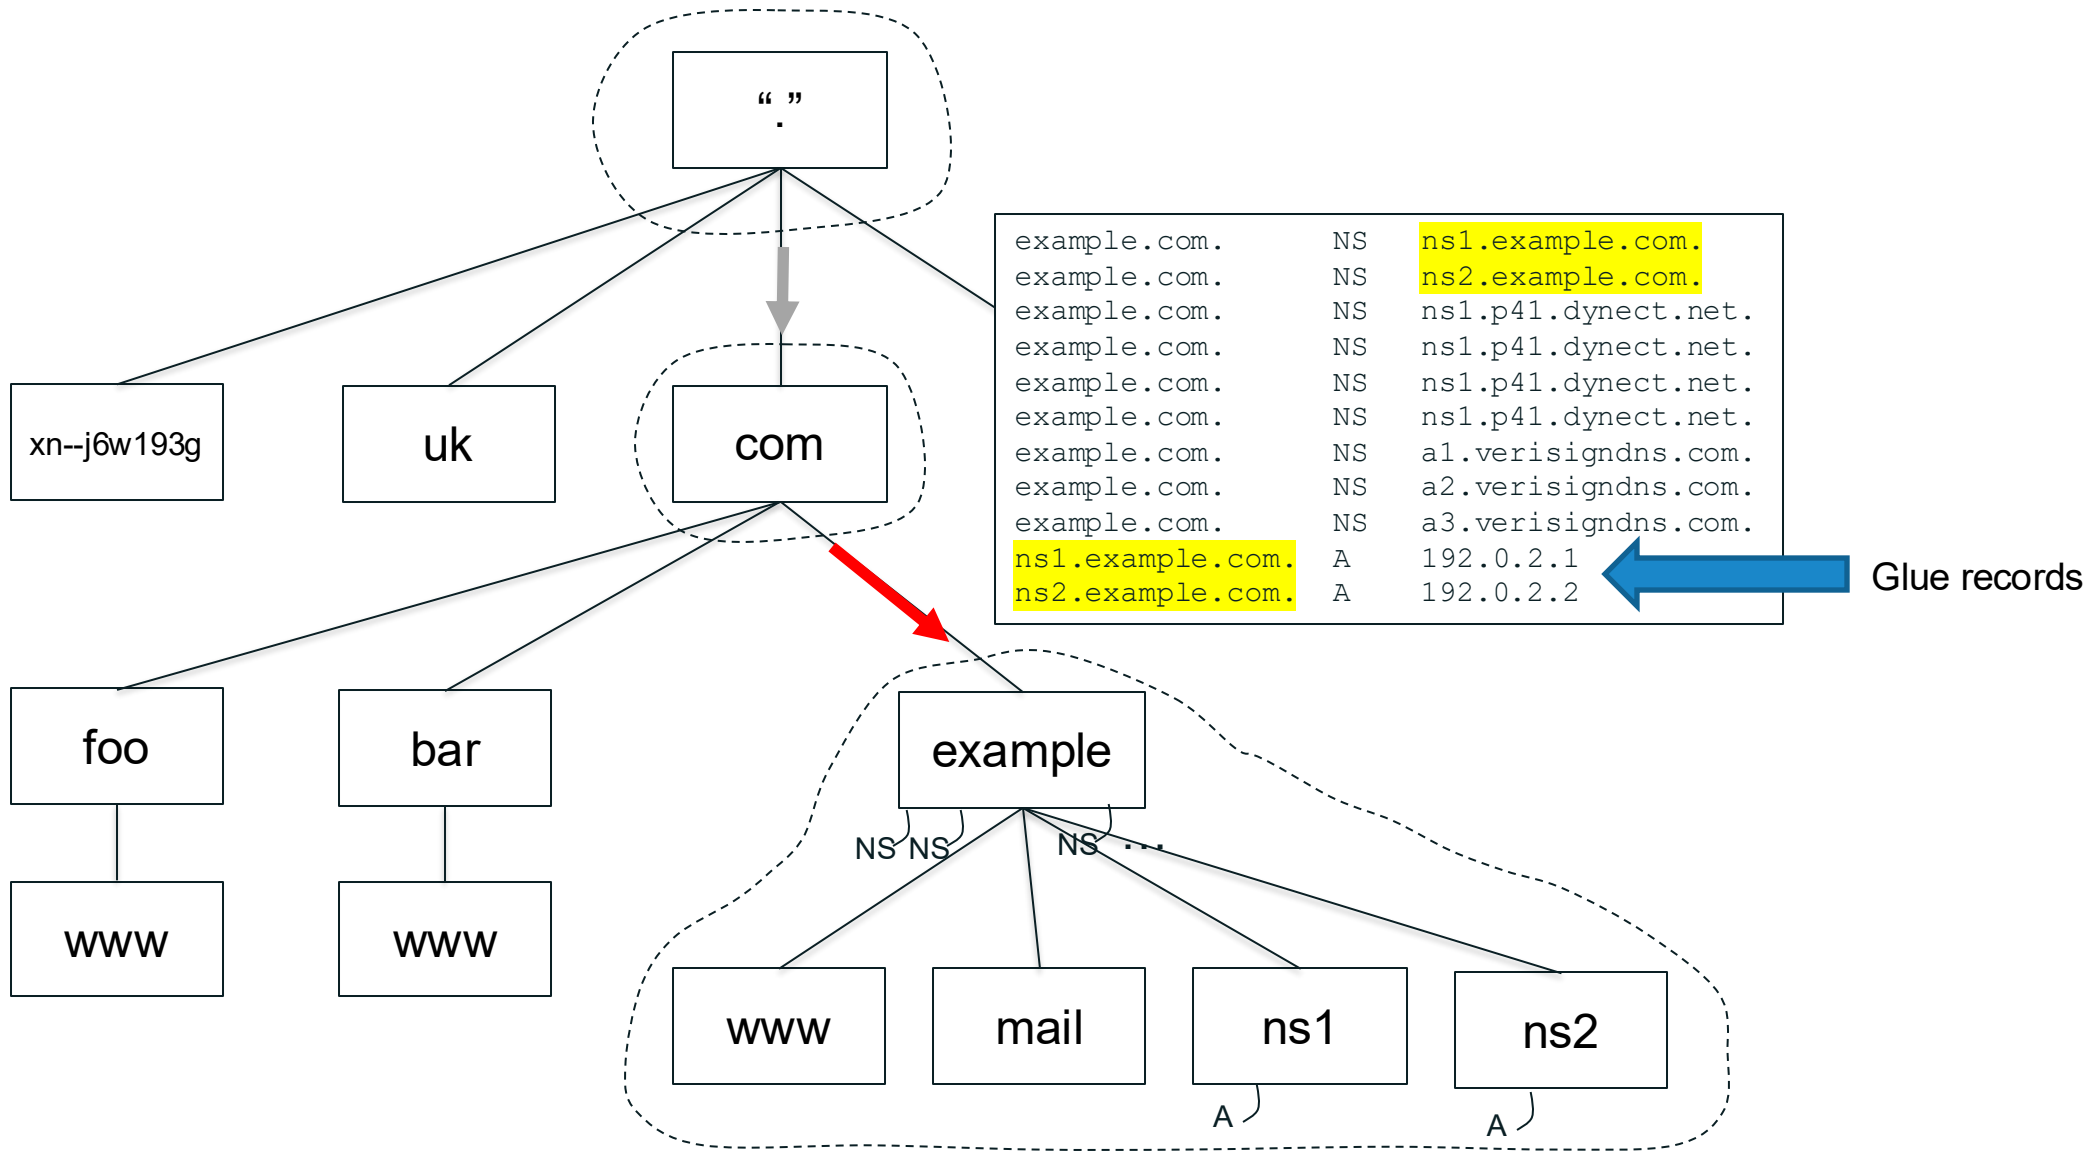 “.”
example.com. NS ns1.example.com.
example.com. NS ns2.example.com.
example.com. NS ns1.p41.dynect.net.
example.com. NS ns1.p41.dynect.net.
example.com. NS ns1.p41.dynect.net.
example.com. NS ns1.p41.dynect.net.
example.com. NS a1.verisigndns.com.
example.com. NS a2.verisigndns.com.
example.com. NS a3.verisigndns.com.
ns1.example.com. A 192.0.2.1
ns2.example.com. A 192.0.2.2
Glue records
xn--j6w193g
uk
com
foo
bar
example
NS NS NS ...
www
www
www
mail
ns1
ns2
A
A